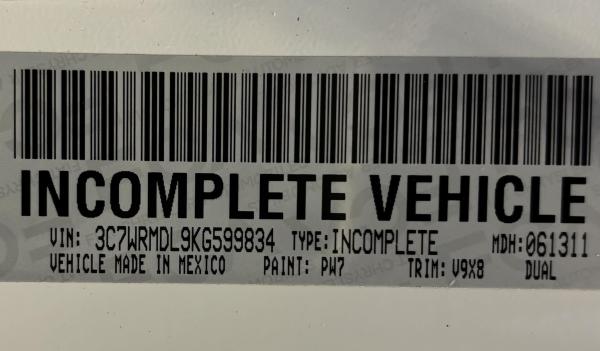 INCOMPLETE VEHICLE
VIN: 3C7WRMDL9KG599834 TYPE:INCOMPLETE MDH:061311
VEHICLE MADE IN MEXICO PAINT: PW7 TRIM: V9X8 DUAL